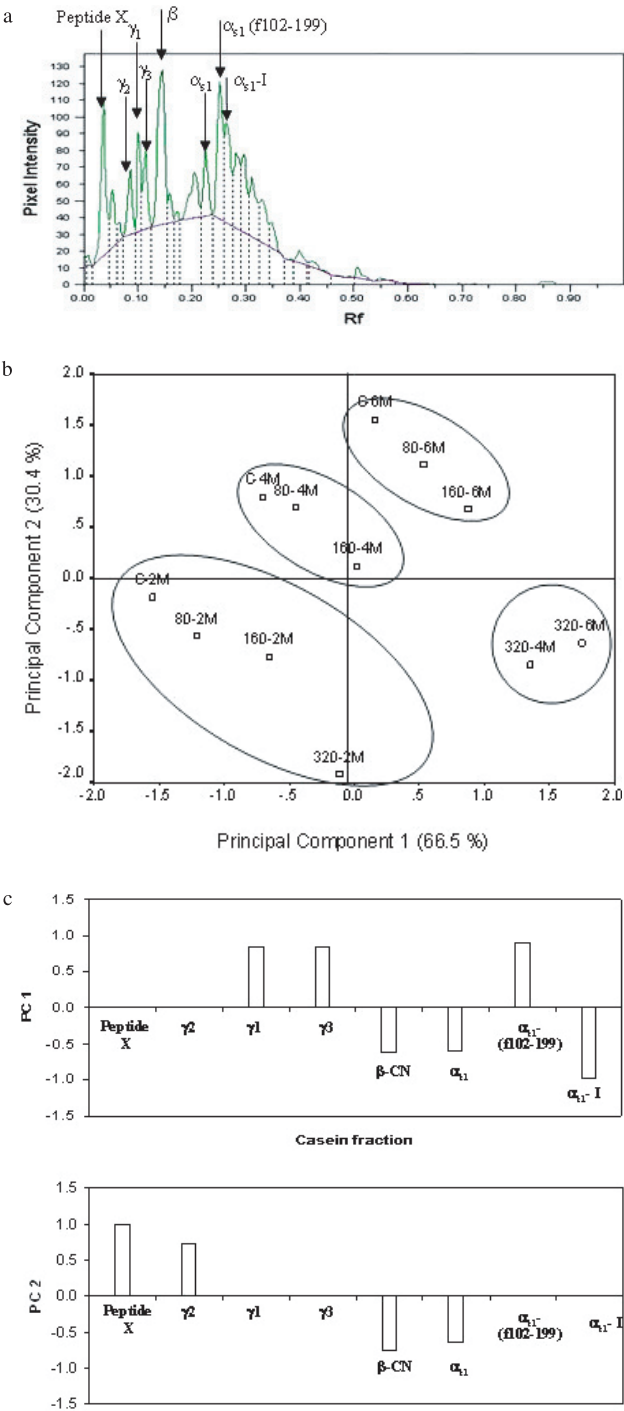 a
Peptide X
γ1
β
αs1 (f102-199)
γ2
γ3
αs1
αs1-I
Pixel Intensity
130
120
110
100
90
80
70
60
50
40
30
20
10
0
0.00 0.10 0.20 0.30 0.40 0.50 0.60 0.70 0.80 0.90
Rf
b
Principal Component 2 (30.4 %)
2.0
1.5
1.0
.5
0.0
-.5
-1.0
-1.5
-2.0
C-6M
80-6M
160-6M
C-4M
80-4M
160-4M
C-2M
80-2M
160-2M
320-6M
320-4M
320-2M
-2.0 -1.5 -1.0 -.5 0.0 .5 1.0 1.5 2.0
Principal Component 1 (66.5 %)
c
PC 1
1.5
1.0
0.5
0.0
-0.5
-1.0
-1.5
Peptide X
γ2
γ1
γ3
β-CN
αs1
αs1-
(f102-199)
αs1- I
Casein fraction
PC 2
1.5
1.0
0.5
0.0
-0.5
-1.0
-1.5
Peptide X
γ2
γ1
γ3
β-CN
αs1
αs1-
(f102-199)
αs1- I